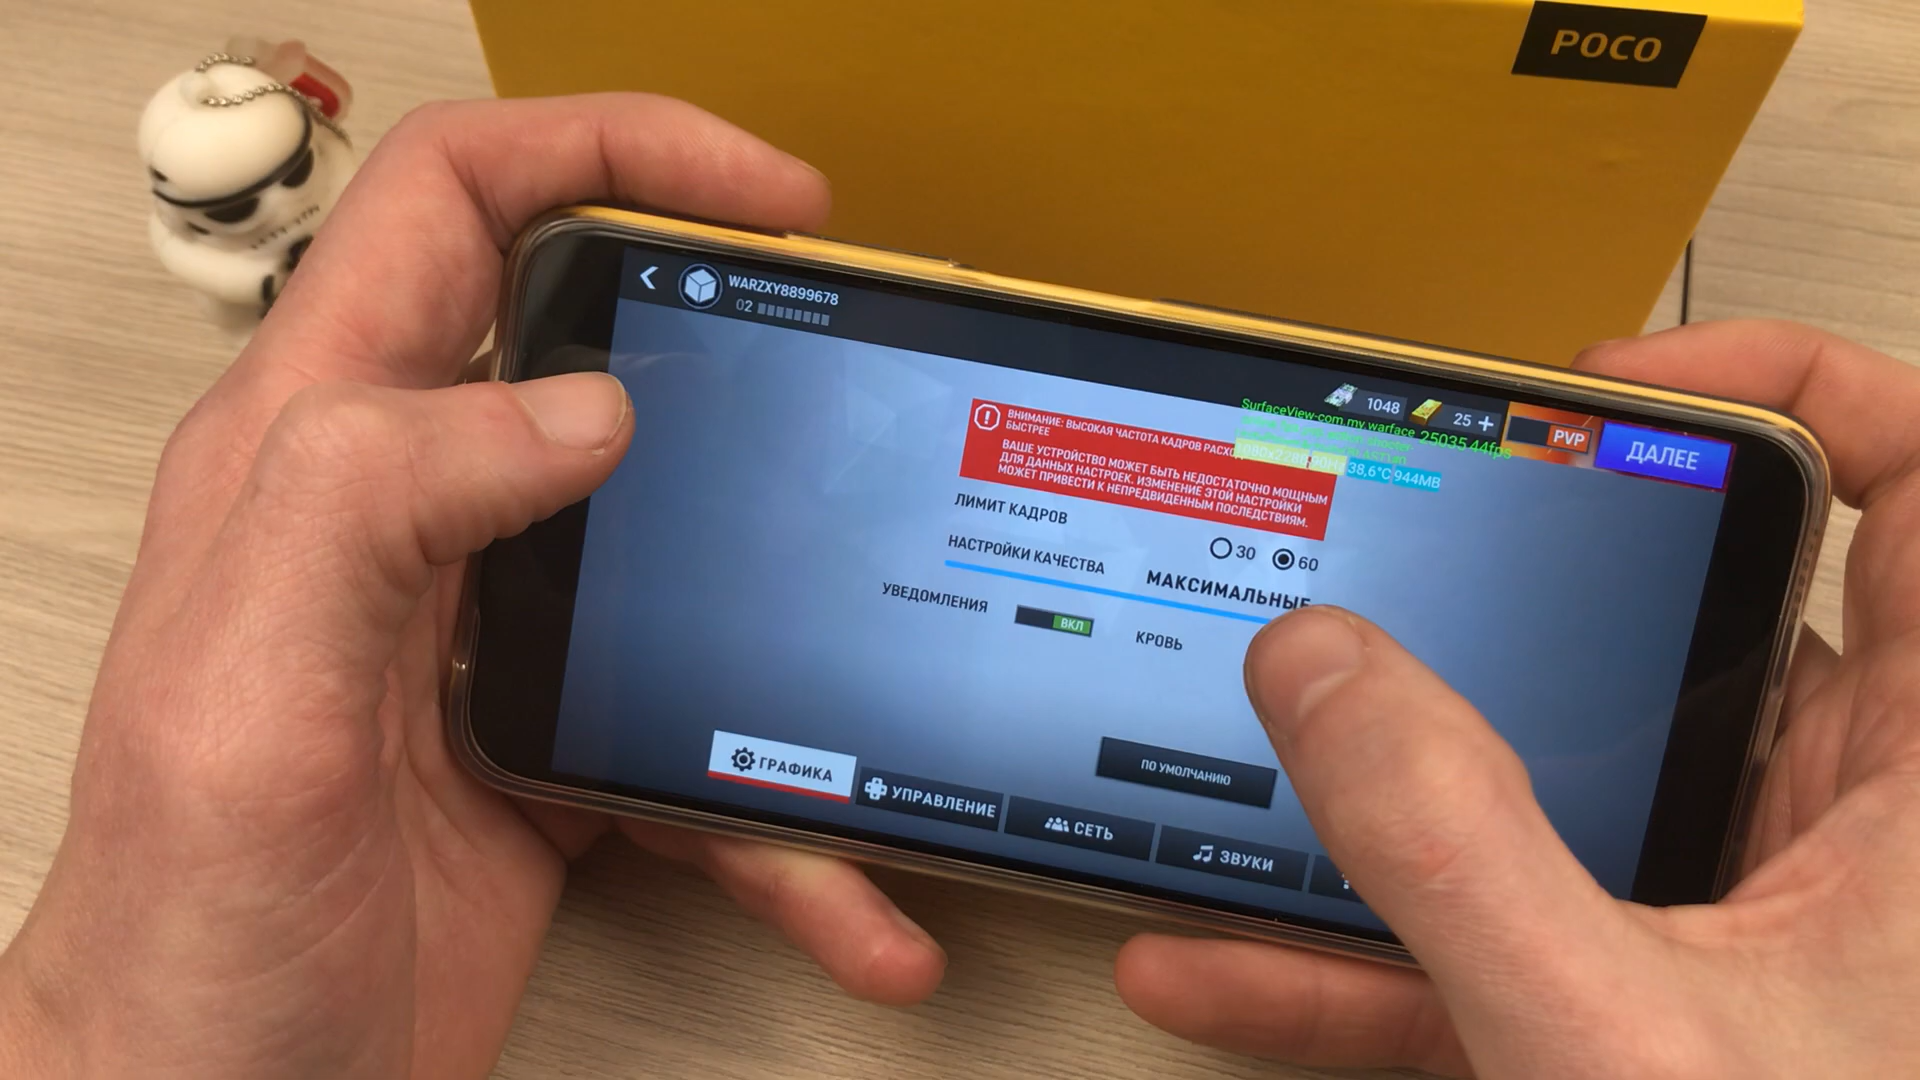 POCO
WARZXY8899678
02
1048
25
PVP
ДАЛЕЕ
SurfaceView-com.my.warface
25035 44fps
38,6°C 944MB
ВНИМАНИЕ: ВЫСОКАЯ ЧАСТОТА КАДРОВ
БЫСТРЕЕ
ВАШЕ УСТРОЙСТВО МОЖЕТ БЫТЬ НЕДОСТАТОЧНО МОЩНЫМ
ДЛЯ ДАННЫХ НАСТРОЕК. ИЗМЕНЕНИЕ ЭТОЙ НАСТРОЙКИ
МОЖЕТ ПРИВЕСТИ К НЕПРЕДВИДЕННЫМ ПОСЛЕДСТВИЯМ.
ЛИМИТ КАДРОВ
30 60
НАСТРОЙКИ КАЧЕСТВА
МАКСИМАЛЬНЫЕ
УВЕДОМЛЕНИЯ
ВКЛ
КРОВЬ
ПО УМОЛЧАНИЮ
ГРАФИКА
УПРАВЛЕНИЕ
СЕТЬ
ЗВУКИ